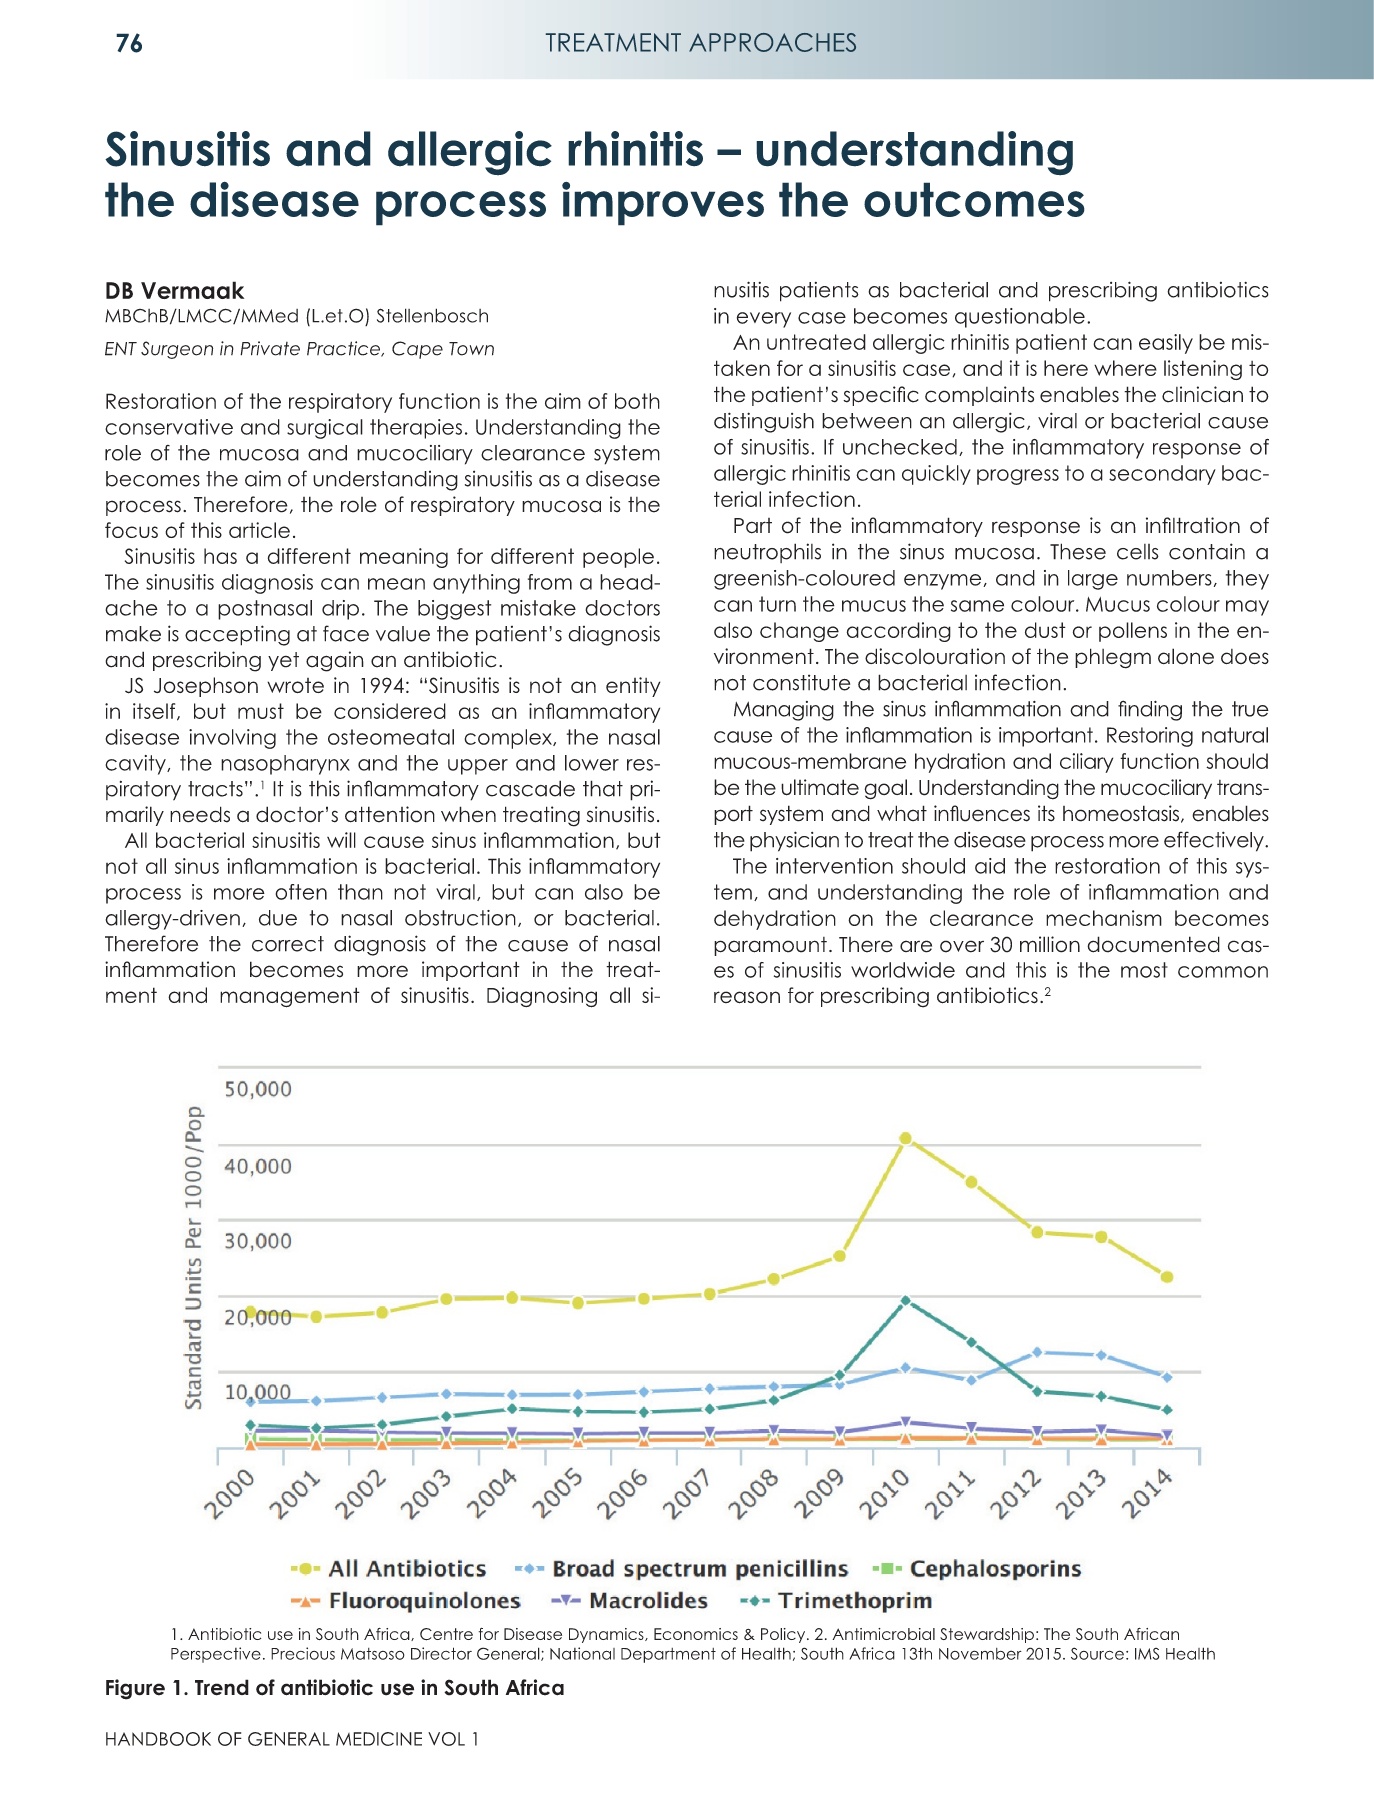 76
TREATMENT APPROACHES
Sinusitis and allergic rhinitis – understanding
the disease process improves the outcomes
DB Vermaak
MBChB/LMCC/MMed (L.et.O) Stellenbosch
ENT Surgeon in Private Practice, Cape Town
Restoration of the respiratory function is the aim of both
conservative and surgical therapies. Understanding the
role of the mucosa and mucociliary clearance system
becomes the aim of understanding sinusitis as a disease
process. Therefore, the role of respiratory mucosa is the
focus of this article.
Sinusitis has a different meaning for different people.
The sinusitis diagnosis can mean anything from a head-
ache to a postnasal drip. The biggest mistake doctors
make is accepting at face value the patient's diagnosis
and prescribing yet again an antibiotic.
JS Josephson wrote in 1994: “Sinusitis is not an entity
in itself, but must be considered as an inflammatory
disease involving the osteomeatal complex, the nasal
cavity, the nasopharynx and the upper and lower res-
piratory tracts”.¹ It is this inflammatory cascade that pri-
marily needs a doctor's attention when treating sinusitis.
All bacterial sinusitis will cause sinus inflammation, but
not all sinus inflammation is bacterial. This inflammatory
process is more often than not viral, but can also be
allergy-driven, due to nasal obstruction, or bacterial.
Therefore the correct diagnosis of the cause of nasal
inflammation becomes more important in the treat-
ment and management of sinusitis. Diagnosing all si-
nusitis patients as bacterial and prescribing antibiotics
in every case becomes questionable.
An untreated allergic rhinitis patient can easily be mis-
taken for a sinusitis case, and it is here where listening to
the patient's specific complaints enables the clinician to
distinguish between an allergic, viral or bacterial cause
of sinusitis. If unchecked, the inflammatory response of
allergic rhinitis can quickly progress to a secondary bac-
terial infection.
Part of the inflammatory response is an infiltration of
neutrophils in the sinus mucosa. These cells contain a
greenish-coloured enzyme, and in large numbers, they
can turn the mucus the same colour. Mucus colour may
also change according to the dust or pollens in the en-
vironment. The discolouration of the phlegm alone does
not constitute a bacterial infection.
Managing the sinus inflammation and finding the true
cause of the inflammation is important. Restoring natural
mucous-membrane hydration and ciliary function should
be the ultimate goal. Understanding the mucociliary trans-
port system and what influences its homeostasis, enables
the physician to treat the disease process more effectively.
The intervention should aid the restoration of this sys-
tem, and understanding the role of inflammation and
dehydration on the clearance mechanism becomes
paramount. There are over 30 million documented cas-
es of sinusitis worldwide and this is the most common
reason for prescribing antibiotics.²
Standard Units Per 1000/Pop
50,000
40,000
30,000
20,000
10,000
2000 2001 2002 2003 2004 2005 2006 2007 2008 2009 2010 2011 2012 2013 2014
All Antibiotics Broad spectrum penicillins Cephalosporins
Fluoroquinolones Macrolides Trimethoprim
1. Antibiotic use in South Africa, Centre for Disease Dynamics, Economics & Policy. 2. Antimicrobial Stewardship: The South African
Perspective. Precious Matsoso Director General; National Department of Health; South Africa 13th November 2015. Source: IMS Health
Figure 1. Trend of antibiotic use in South Africa
HANDBOOK OF GENERAL MEDICINE VOL 1